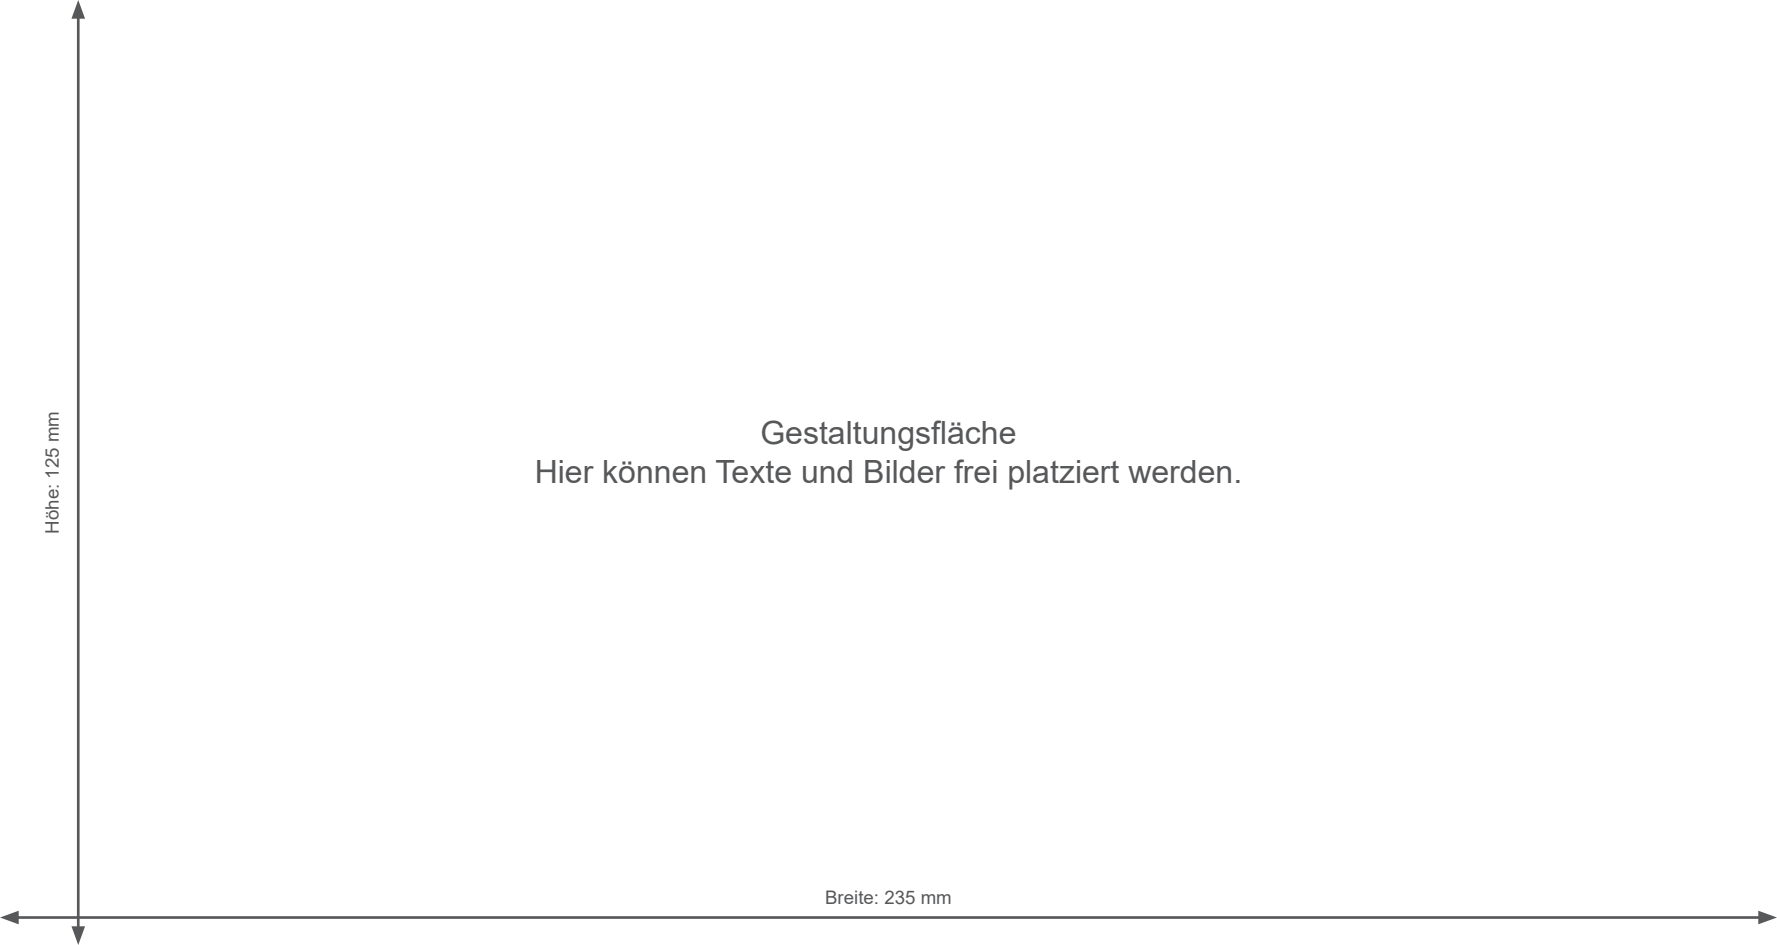 Höhe: 125 mm
Gestaltungsfläche
Hier können Texte und Bilder frei platziert werden.
Breite: 235 mm